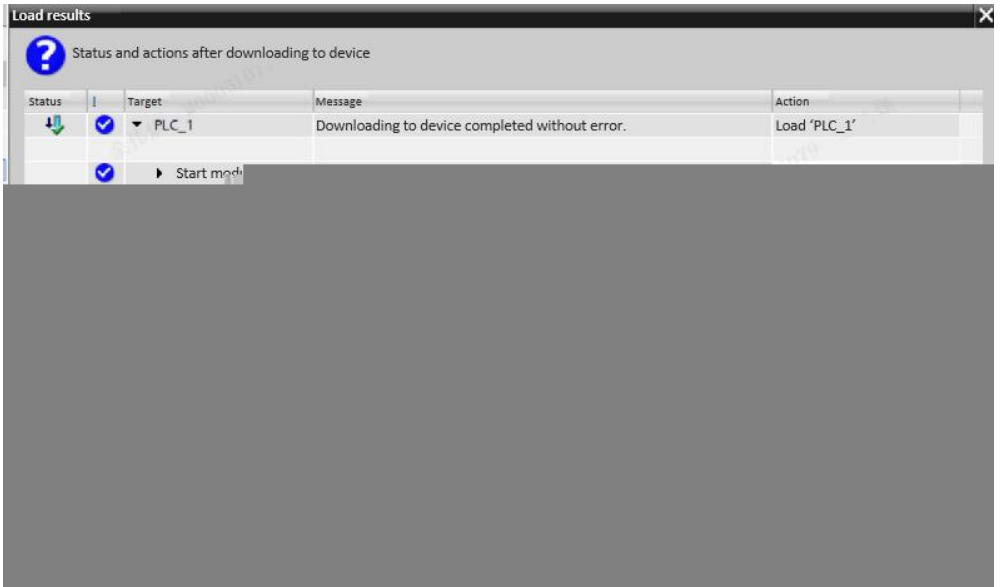 Load results
Status and actions after downloading to device
Status ! Target Message Action
PLC_1 Downloading to device completed without error. Load 'PLC_1'
Start